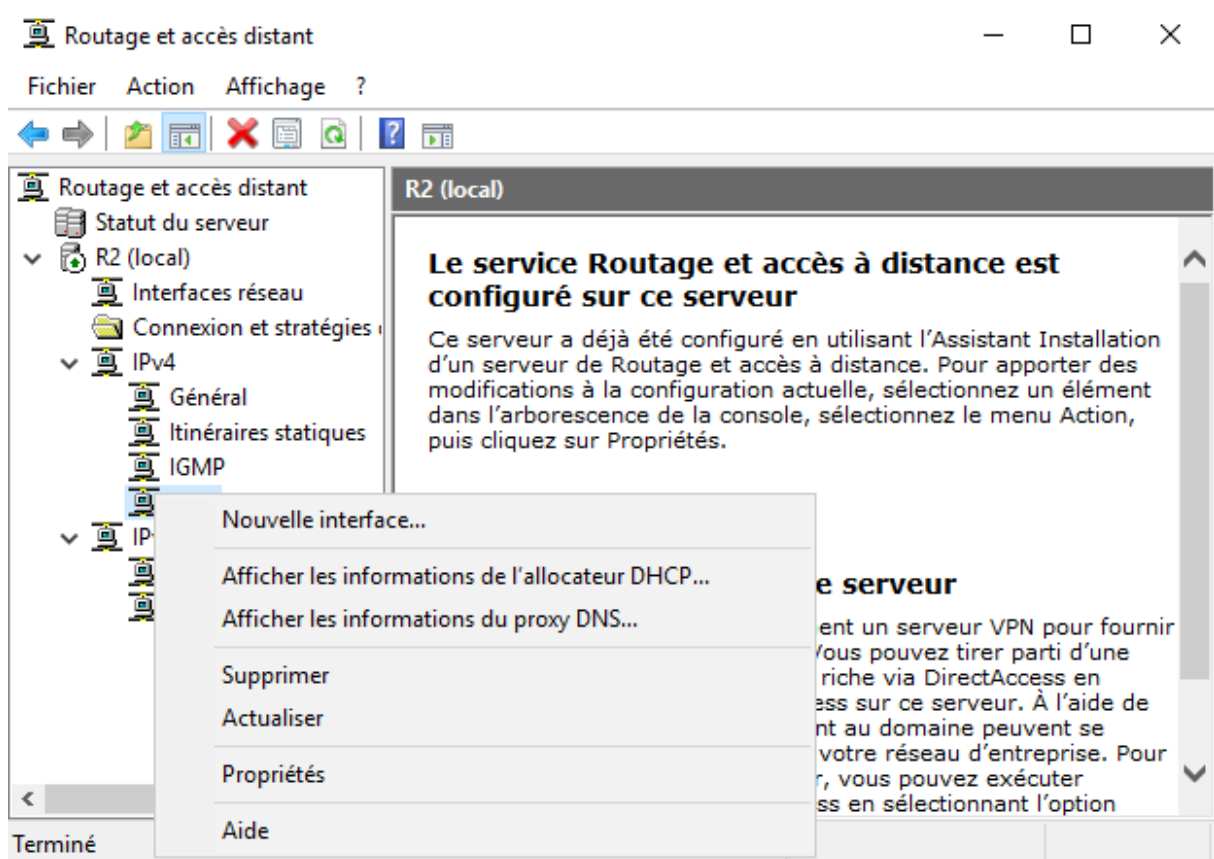 Routage et accès distant
Fichier Action Affichage ?
Routage et accès distant
Statut du serveur
R2 (local)
Interfaces réseau
Connexion et stratégies
IPv4
Général
Itinéraires statiques
IGMP
IP
R2 (local)
Le service Routage et accès à distance est
configuré sur ce serveur
Ce serveur a déjà été configuré en utilisant l'Assistant Installation
d'un serveur de Routage et accès à distance. Pour apporter des
modifications à la configuration actuelle, sélectionnez un élément
dans l'arborescence de la console, sélectionnez le menu Action,
puis cliquez sur Propriétés.
e serveur
ent un serveur VPN pour fournir
Vous pouvez tirer parti d'une
riche via DirectAccess en
ess sur ce serveur. À l'aide de
nt au domaine peuvent se
votre réseau d'entreprise. Pour
r, vous pouvez exécuter
ss en sélectionnant l'option
Nouvelle interface...
Afficher les informations de l'allocateur DHCP...
Afficher les informations du proxy DNS...
Supprimer
Actualiser
Propriétés
Aide
Terminé